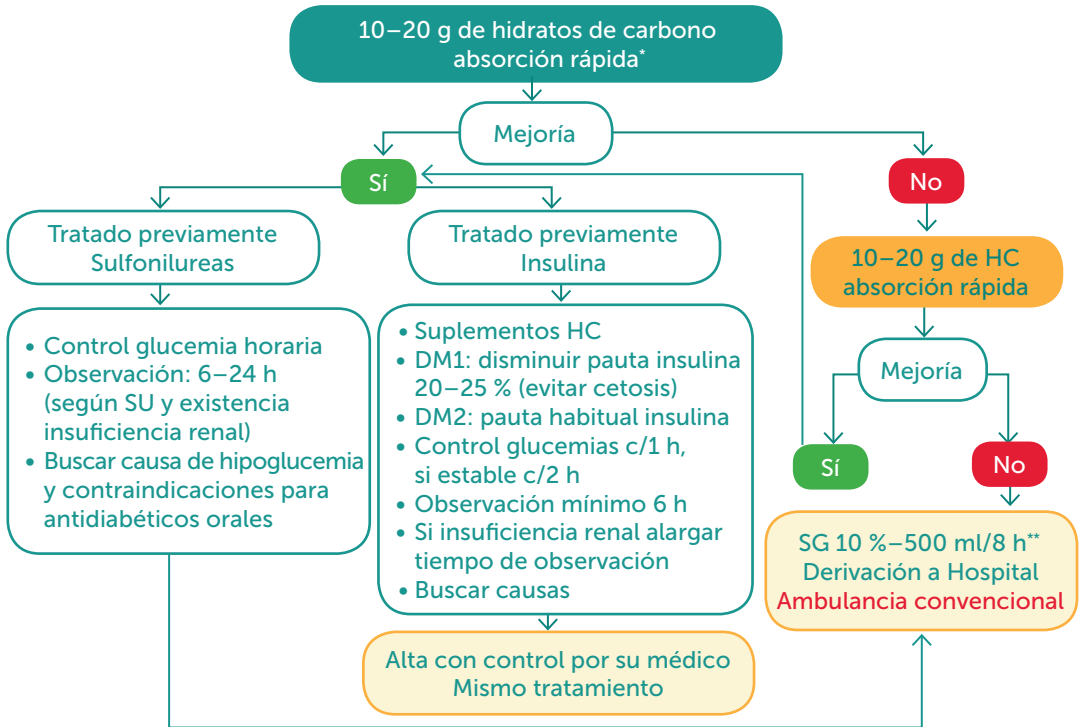 10–20 g de hidratos de carbono
absorción rápida*
Mejoría
Sí
No
Tratado previamente
Sulfonilureas
Tratado previamente
Insulina
10–20 g de HC
absorción rápida
• Control glucemia horaria
• Observación: 6–24 h
(según SU y existencia
insuficiencia renal)
• Buscar causa de hipoglucemia
y contraindicaciones para
antidiabéticos orales
• Suplementos HC
• DM1: disminuir pauta insulina
20–25 % (evitar cetosis)
• DM2: pauta habitual insulina
• Control glucemias c/1 h,
si estable c/2 h
• Observación mínimo 6 h
• Si insuficiencia renal alargar
tiempo de observación
• Buscar causas
Mejoría
Sí
No
SG 10 %–500 ml/8 h**
Derivación a Hospital
Ambulancia convencional
Alta con control por su médico
Mismo tratamiento